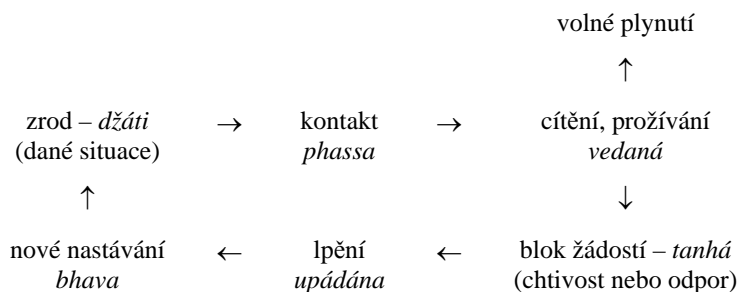 volné plynutí
↑
zrod – džáti → kontakt → cítění, prožívání
(dané situace) phassa vedaná
↑ ↓
nové nastávání ← lpění ← blok žádostí – tanhá
bhava upádána (chtivost nebo odpor)